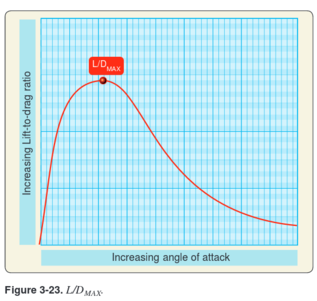 L/DMAX
Increasing Lift-to-drag ratio
Increasing angle of attack
Figure 3-23. L/DMAX.